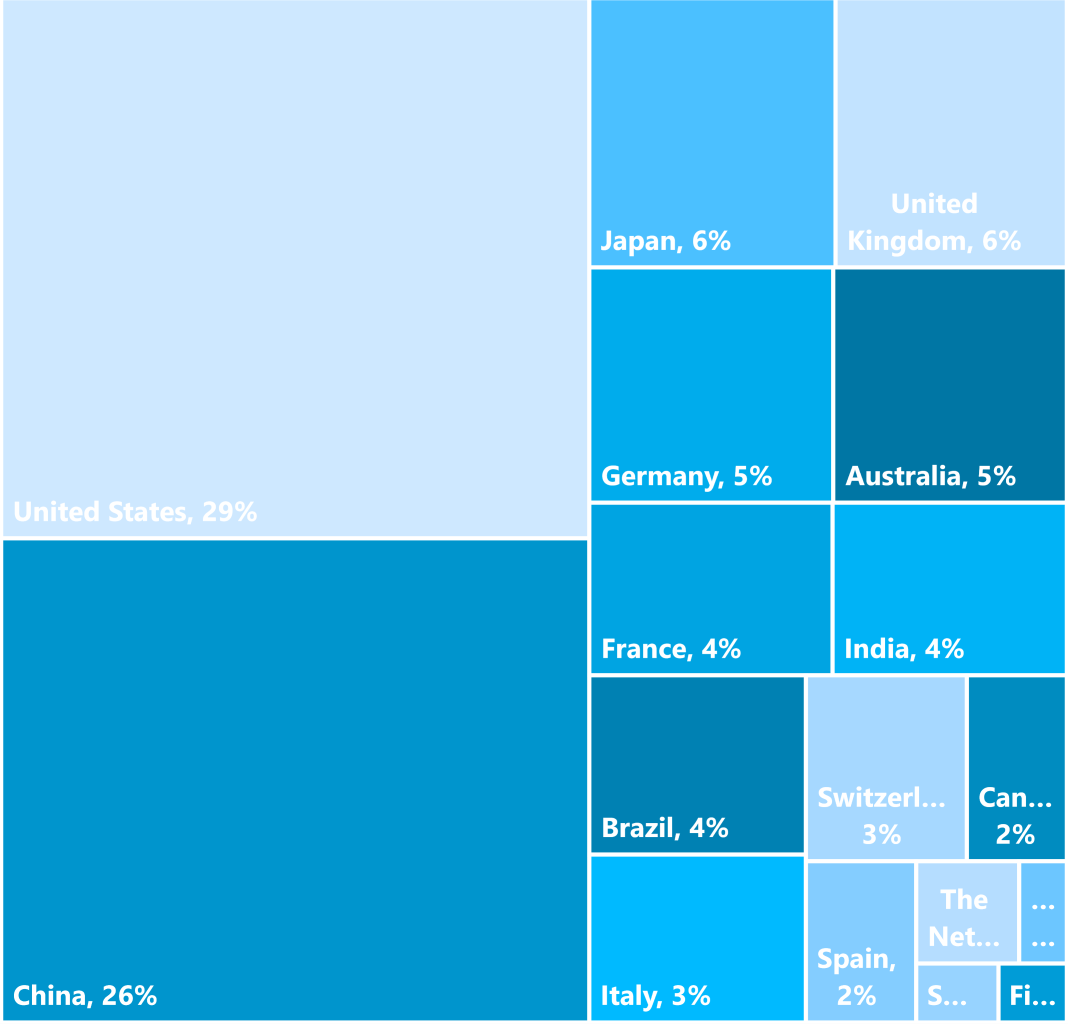 United States, 29%
China, 26%
Japan, 6%
United
Kingdom, 6%
Germany, 5%
Australia, 5%
France, 4%
India, 4%
Brazil, 4%
Italy, 3%
Switzerl...
3%
Can...
2%
Spain,
2%
The
Net...
...
...
S...
Fi...